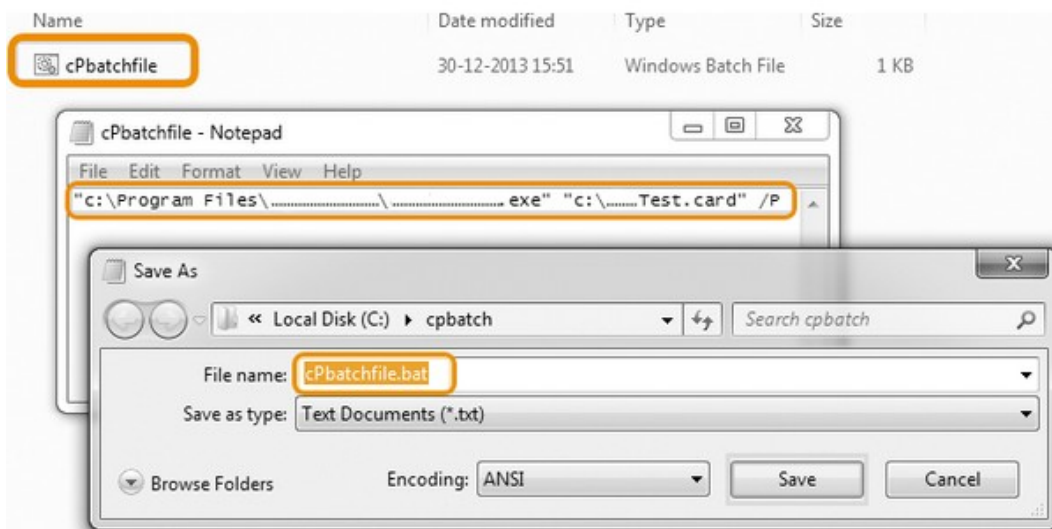 Name Date modified Type Size
cPbatchfile 30-12-2013 15:51 Windows Batch File 1 KB
cPbatchfile - Notepad
File Edit Format View Help
"c:\Program Files\..............................\...............................exe" "c:\........Test.card" /P
Save As
« Local Disk (C:) ▸ cpbatch Search cpbatch
File name: cPbatchfile.bat
Save as type: Text Documents (*.txt)
Browse Folders Encoding: ANSI Save Cancel